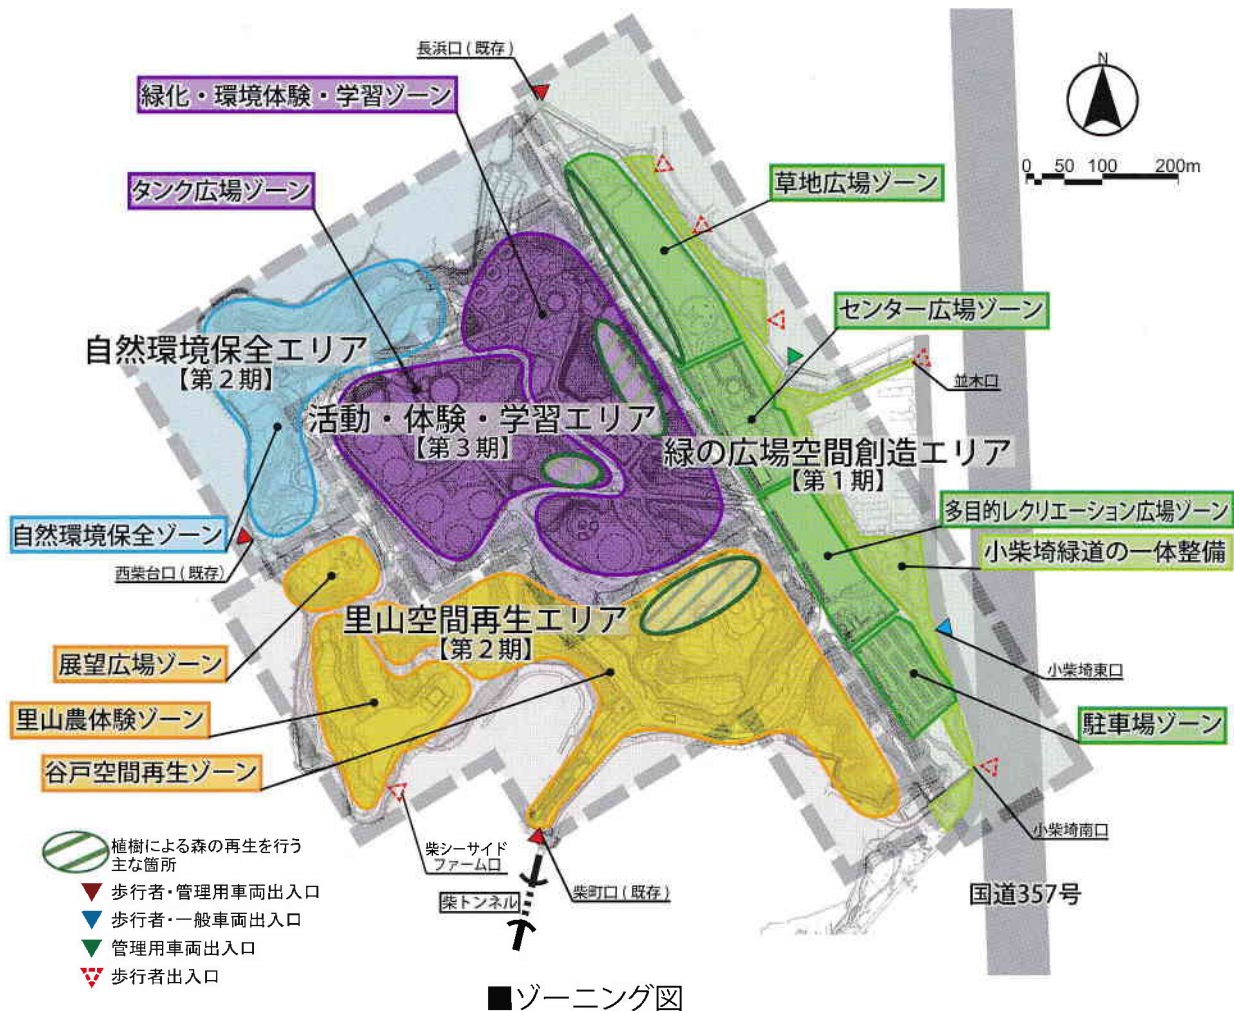 長浜口(既存)
緑化・環境体験・学習ゾーン
タンク広場ゾーン
草地広場ゾーン
N
0 50 100 200m
センター広場ゾーン
自然環境保全エリア
【第2期】
並木口
活動・体験・学習エリア
【第3期】
緑の広場空間創造エリア
【第1期】
多目的レクリエーション広場ゾーン
自然環境保全ゾーン
小柴埼緑道の一体整備
西柴台口(既存)
里山空間再生エリア
【第2期】
展望広場ゾーン
小柴埼東口
里山農体験ゾーン
駐車場ゾーン
谷戸空間再生ゾーン
植樹による森の再生を行う
主な箇所
柴シーサイド
ファーム口
小柴埼南口
歩行者・管理用車両出入口
柴町口(既存)
柴トンネル
国道357号
歩行者・一般車両出入口
管理用車両出入口
歩行者出入口
■ゾーニング図